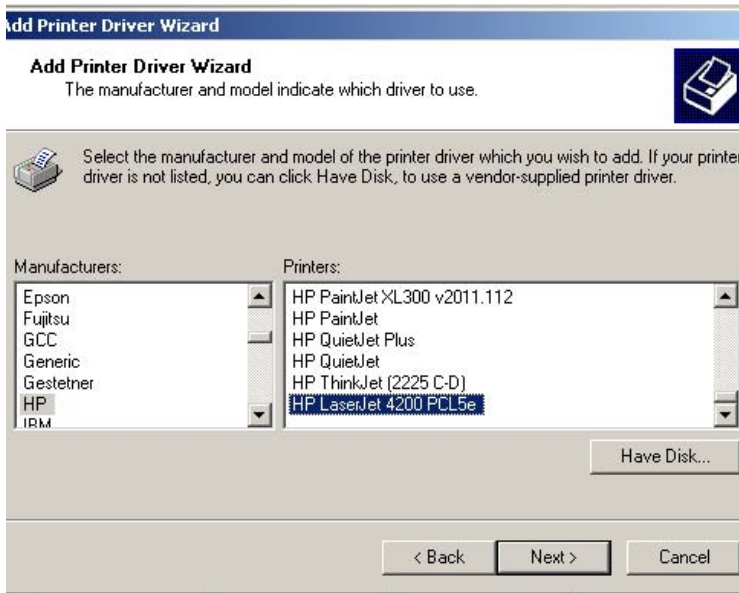 Add Printer Driver Wizard
Add Printer Driver Wizard
The manufacturer and model indicate which driver to use.
Select the manufacturer and model of the printer driver which you wish to add. If your printer
driver is not listed, you can click Have Disk, to use a vendor-supplied printer driver.
Manufacturers:
Epson
Fujitsu
GCC
Generic
Gestetner
HP
IBM
Printers:
HP PaintJet XL300 v2011.112
HP PaintJet
HP QuietJet Plus
HP QuietJet
HP ThinkJet (2225 C-D)
HP LaserJet 4200 PCL5e
Have Disk...
< Back
Next >
Cancel